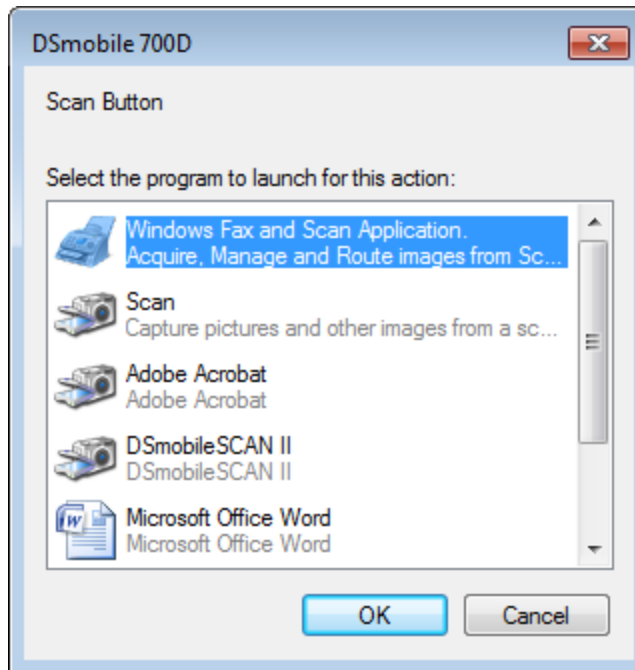 DSmobile 700D
Scan Button
Select the program to launch for this action:
Windows Fax and Scan Application.
Acquire, Manage and Route images from Sc...
Scan
Capture pictures and other images from a sc...
Adobe Acrobat
Adobe Acrobat
DSmobileSCAN II
DSmobileSCAN II
Microsoft Office Word
Microsoft Office Word
OK
Cancel